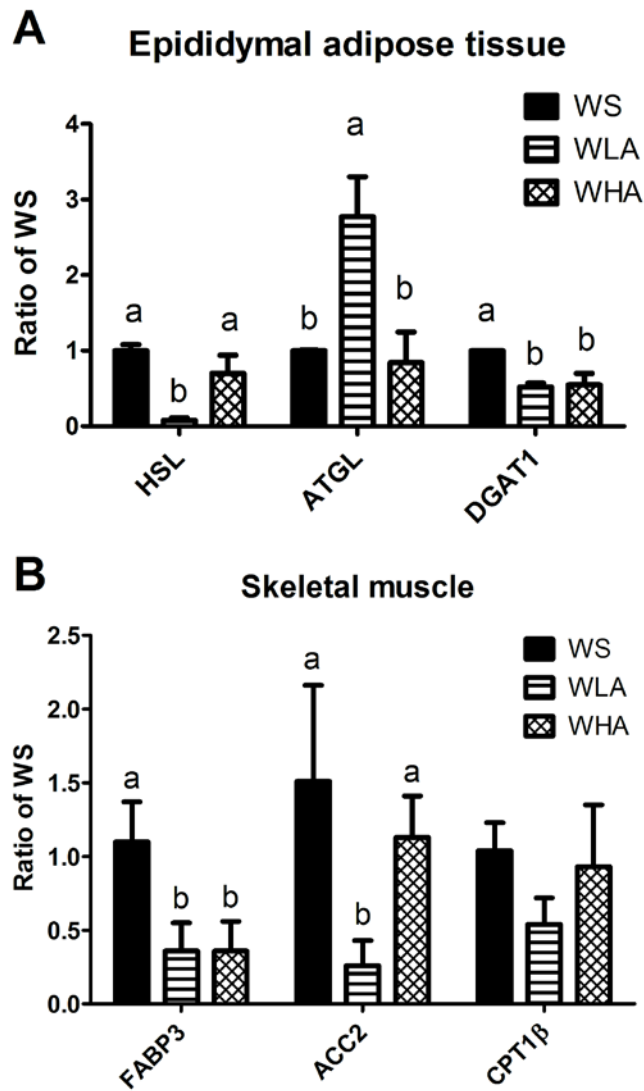 A
Epididymal adipose tissue
WS
WLA
WHA
Ratio of WS
4
3
2
1
0
a
b
a
b
a
b
a
b
b
HSL
ATGL
DGAT1
B
Skeletal muscle
WS
WLA
WHA
Ratio of WS
2.5
2.0
1.5
1.0
0.5
0.0
a
b
b
a
b
a
FABP3
ACC2
CPT1β